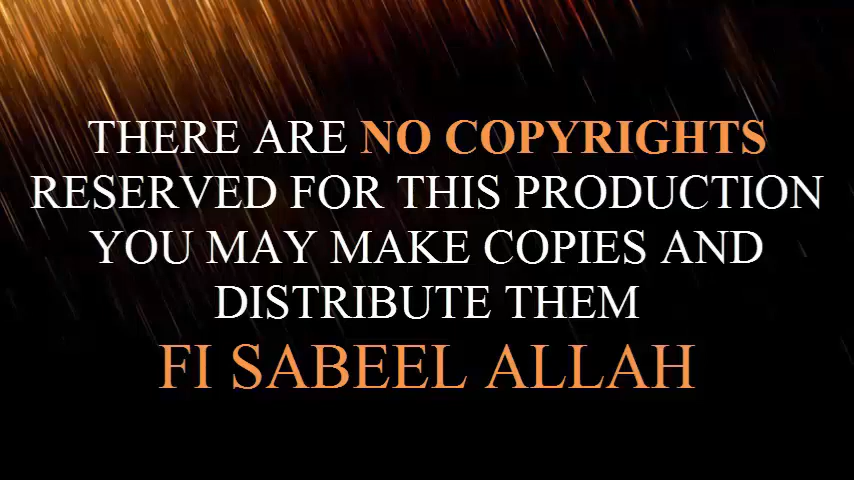 THERE ARE NO COPYRIGHTS
RESERVED FOR THIS PRODUCTION
YOU MAY MAKE COPIES AND
DISTRIBUTE THEM
FI SABEEL ALLAH